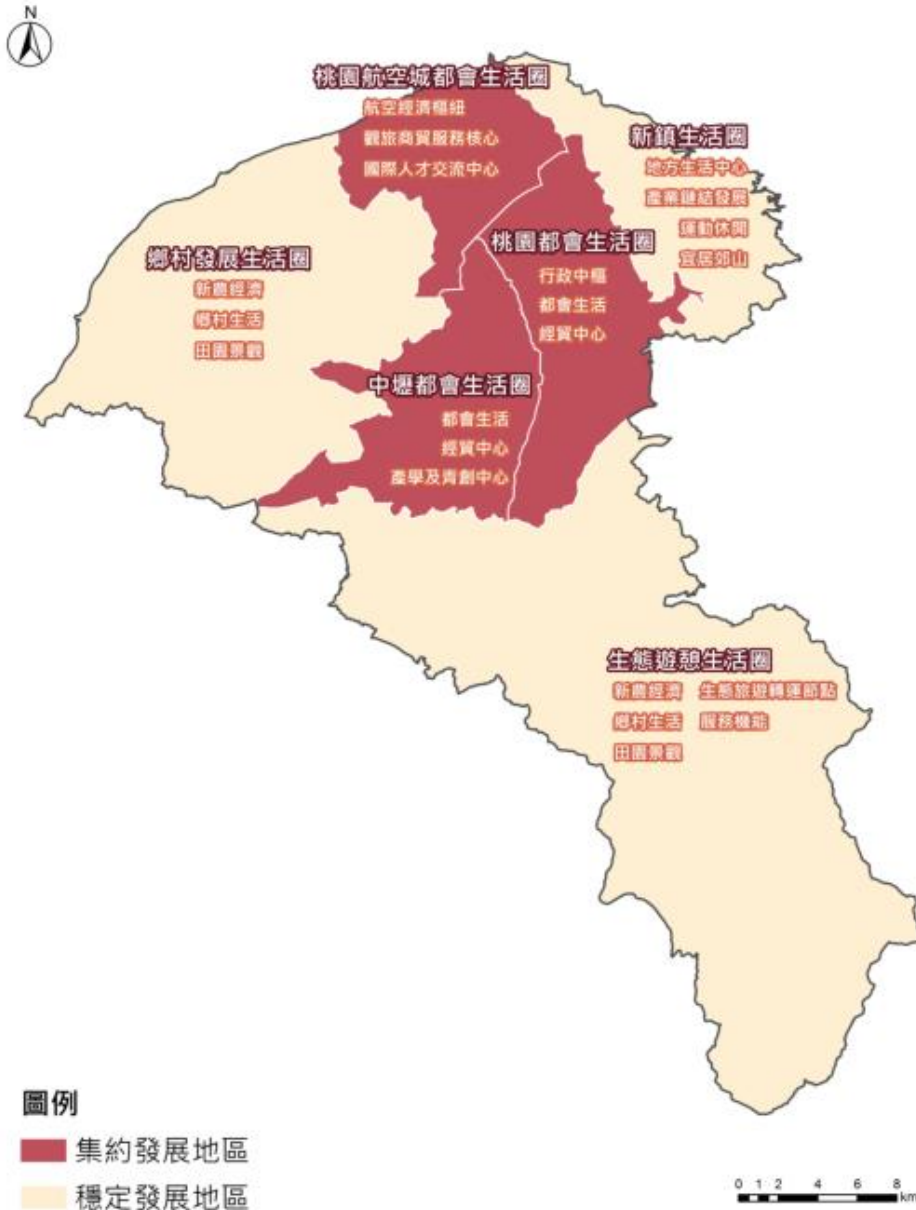 N
桃園航空城都會生活圈
航空經濟樞紐
觀旅商貿服務核心
國際人才交流中心
新鎮生活圈
地方生活中心
產業鏈結發展
運動休閒
宜居郊山
桃園都會生活圈
行政中樞
都會生活
經貿中心
鄉村發展生活圈
新農經濟
鄉村生活
田園景觀
中壢都會生活圈
都會生活
經貿中心
產學及青創中心
生態遊憩生活圈
新農經濟 生態旅遊轉運節點
鄉村生活 服務機能
田園景觀
圖例
集約發展地區
穩定發展地區
0 1 2 4 6 8
km